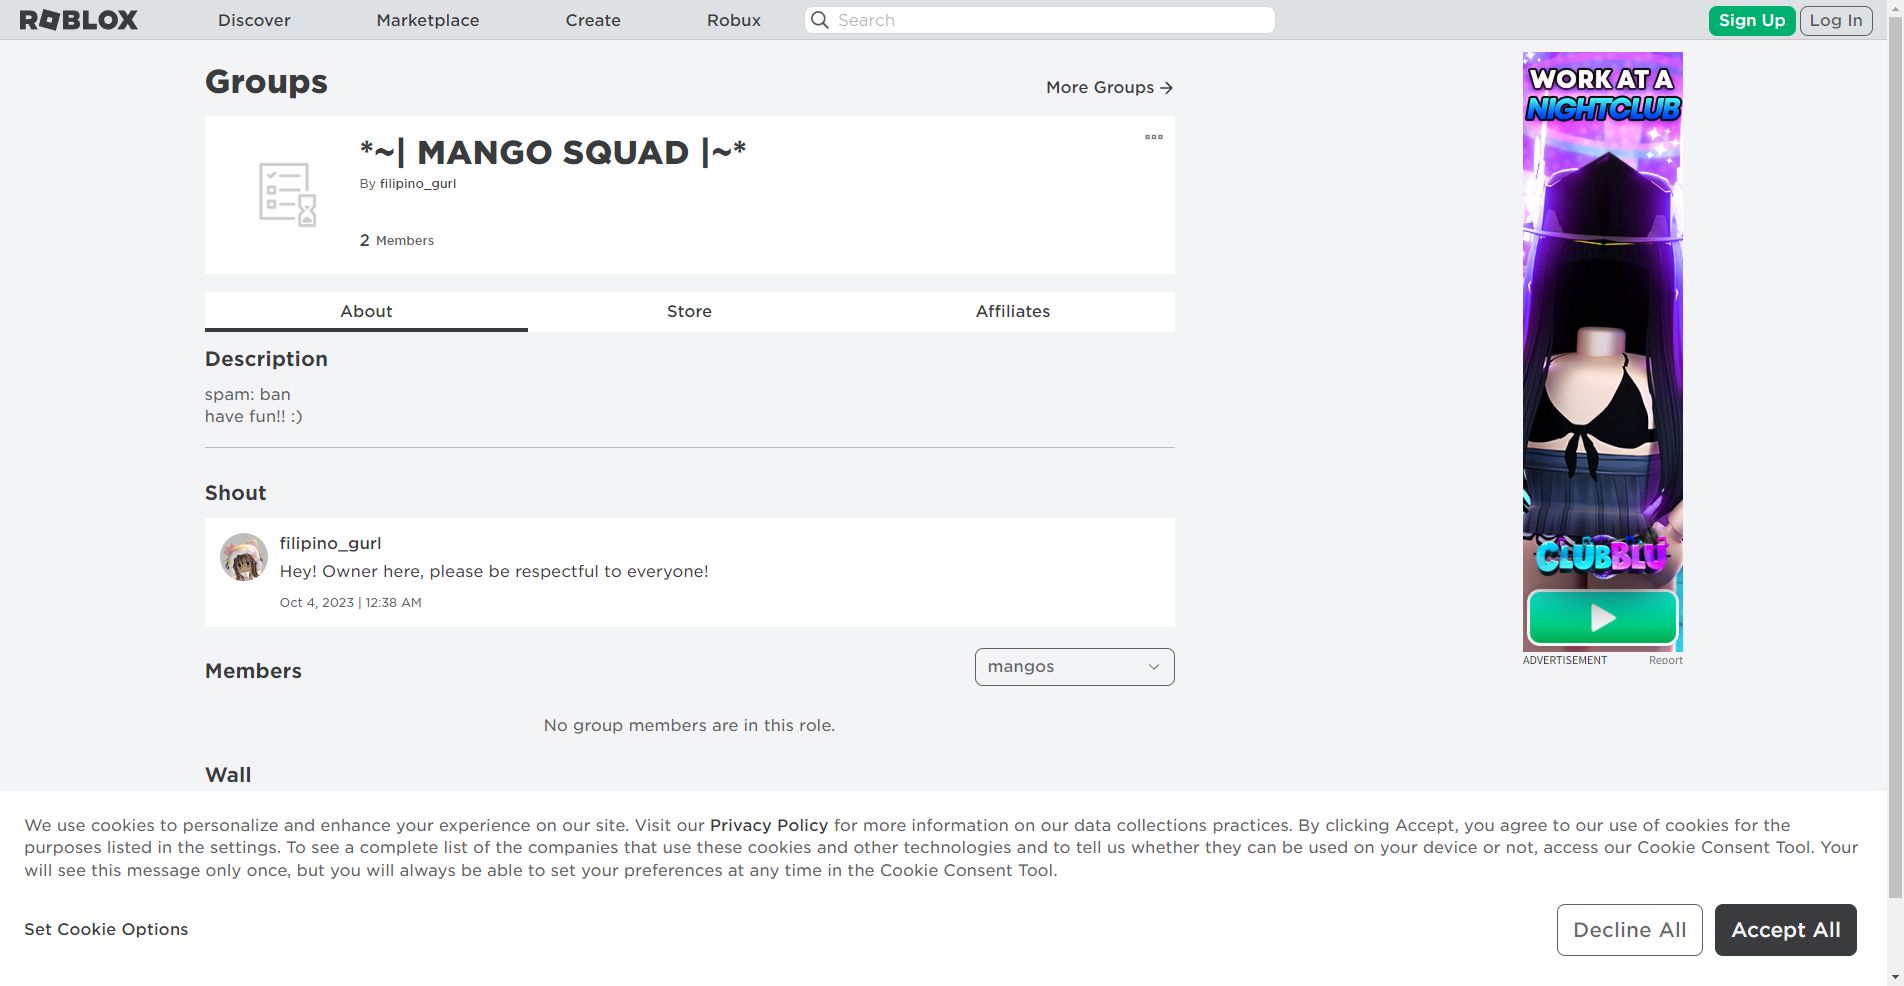 ROBLOX
Discover
Marketplace
Create
Robux
Search
Sign Up
Log In
Groups
More Groups
*~| MANGO SQUAD |~*
By filipino_gurl
2 Members
About
Store
Affiliates
Description
spam: ban
have fun!! :)
Shout
filipino_gurl
Hey! Owner here, please be respectful to everyone!
Oct 4, 2023 | 12:38 AM
Members
mangos
No group members are in this role.
Wall
WORK AT A
NIGHTCLUB
CLUB BLU
ADVERTISEMENT
Report
We use cookies to personalize and enhance your experience on our site. Visit our Privacy Policy for more information on our data collections practices. By clicking Accept, you agree to our use of cookies for the
purposes listed in the settings. To see a complete list of the companies that use these cookies and other technologies and to tell us whether they can be used on your device or not, access our Cookie Consent Tool. Your
will see this message only once, but you will always be able to set your preferences at any time in the Cookie Consent Tool.
Set Cookie Options
Decline All
Accept All